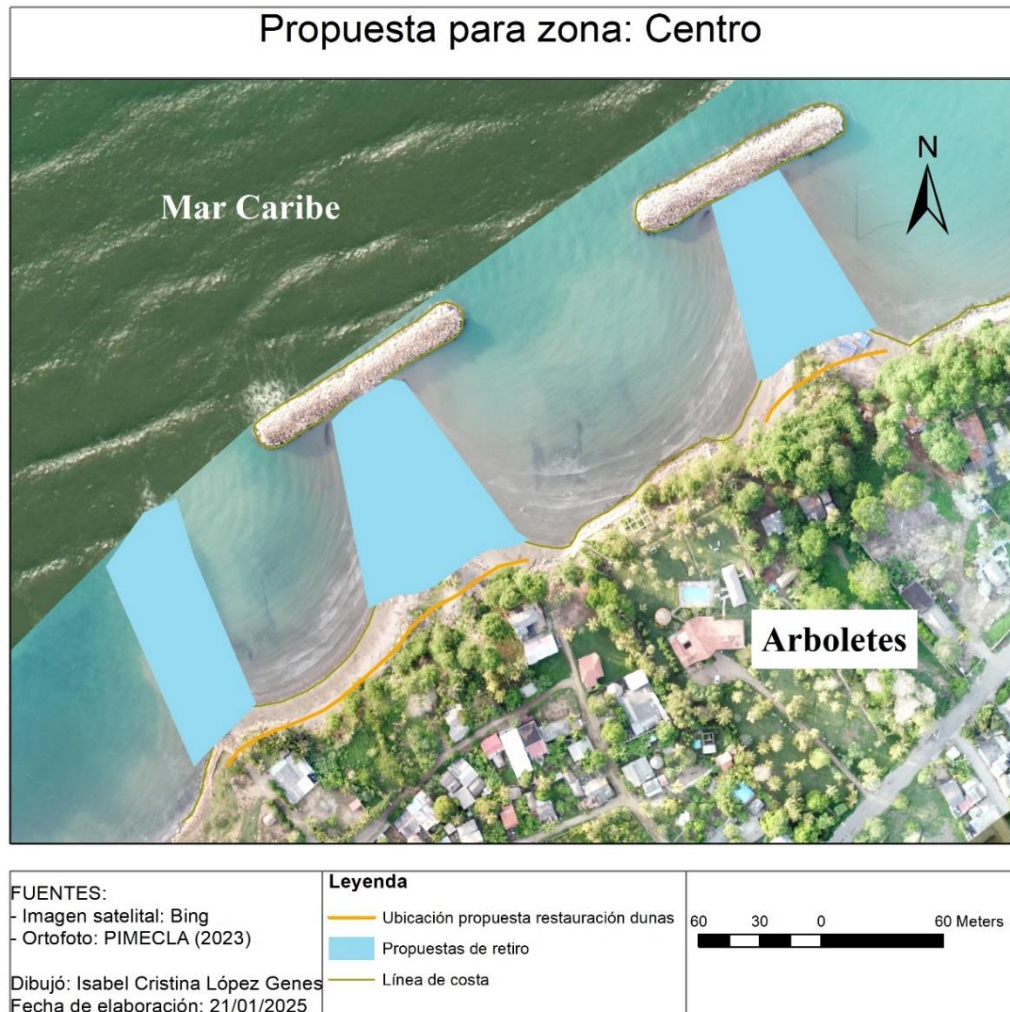 Propuesta para zona: Centro
Mar Caribe
N
Arboletes
FUENTES:
- Imagen satelital: Bing
- Ortofoto: PIMECLA (2023)
Dibujó: Isabel Cristina López Genes
Fecha de elaboración: 21/01/2025
Leyenda
Ubicación propuesta restauración dunas
Propuestas de retiro
Línea de costa
60 30 0 60 Meters